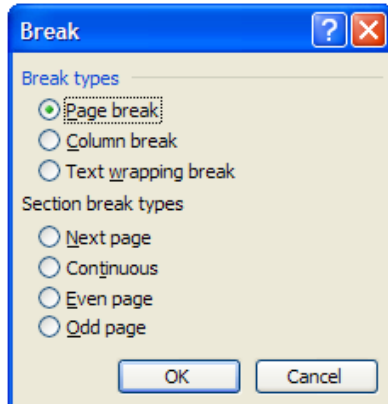 Break
Break types
Page break
Column break
Text wrapping break
Section break types
Next page
Continuous
Even page
Odd page
OK Cancel